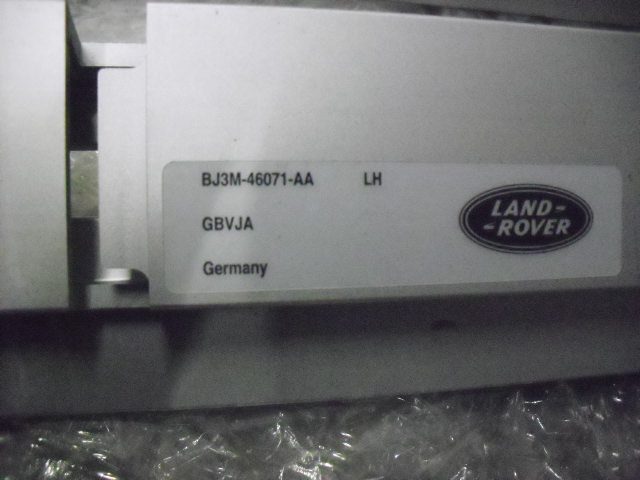 BJ3M-46071-AA LH
GBVJA
Germany
LAND-
-ROVER